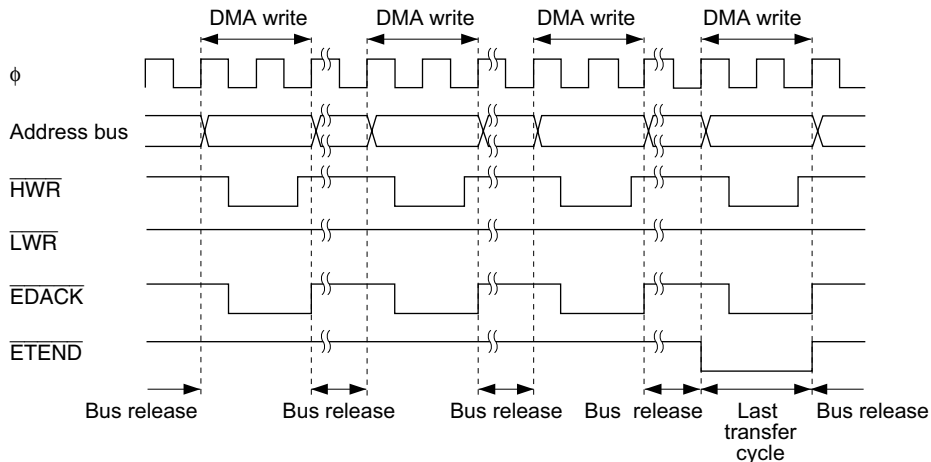 DMA write DMA write DMA write DMA write
φ
Address bus
HWR
LWR
EDACK
ETEND
Bus release Bus release Bus release Bus release Last transfer cycle Bus release